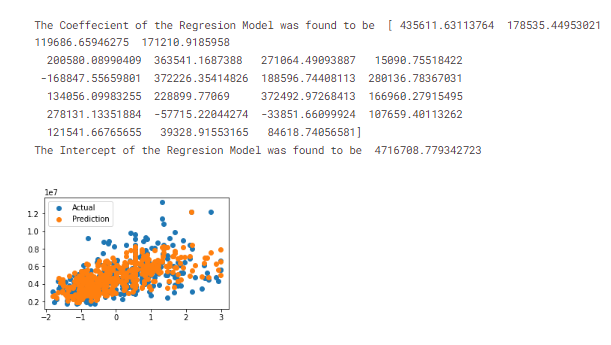 The Coeffecient of the Regresion Model was found to be  [ 435611.63113764  178535.44953021
119686.65946275  171210.9185958
200580.08990409  363541.1687388   271064.49093887   15090.75518422
-168847.55659801  372226.35414826  188596.74408113  280136.78367031
134056.09983255  228899.77069     372492.97268413  166960.27915495
278131.13351884  -57715.22044274  -33851.66099924  107659.40113262
121541.66765655   39328.91553165   84618.74056581]
The Intercept of the Regresion Model was found to be  4716708.779342723
1e7
Actual
Prediction
1.2
1.0
0.8
0.6
0.4
0.2
−2 −1 0 1 2 3